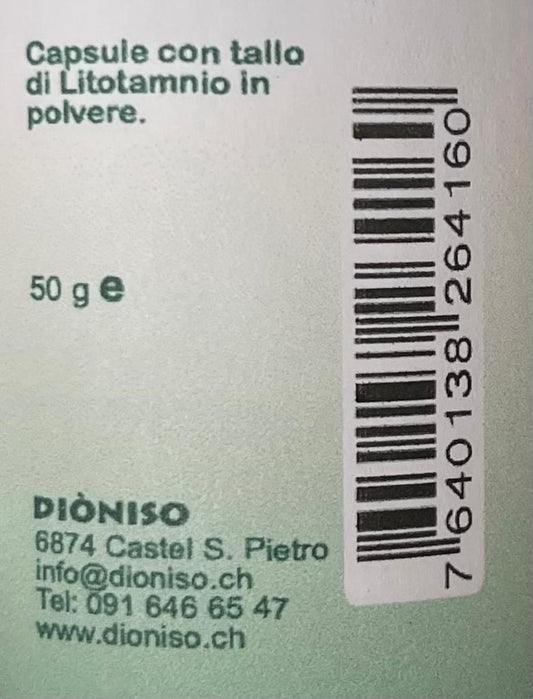 Capsule con tallo
di Litotamnio in
polvere.
50 g e
DIÒNISO
6874 Castel S. Pietro
info@dioniso.ch
Tel: 091 646 65 47
www.dioniso.ch
7 640138 264160